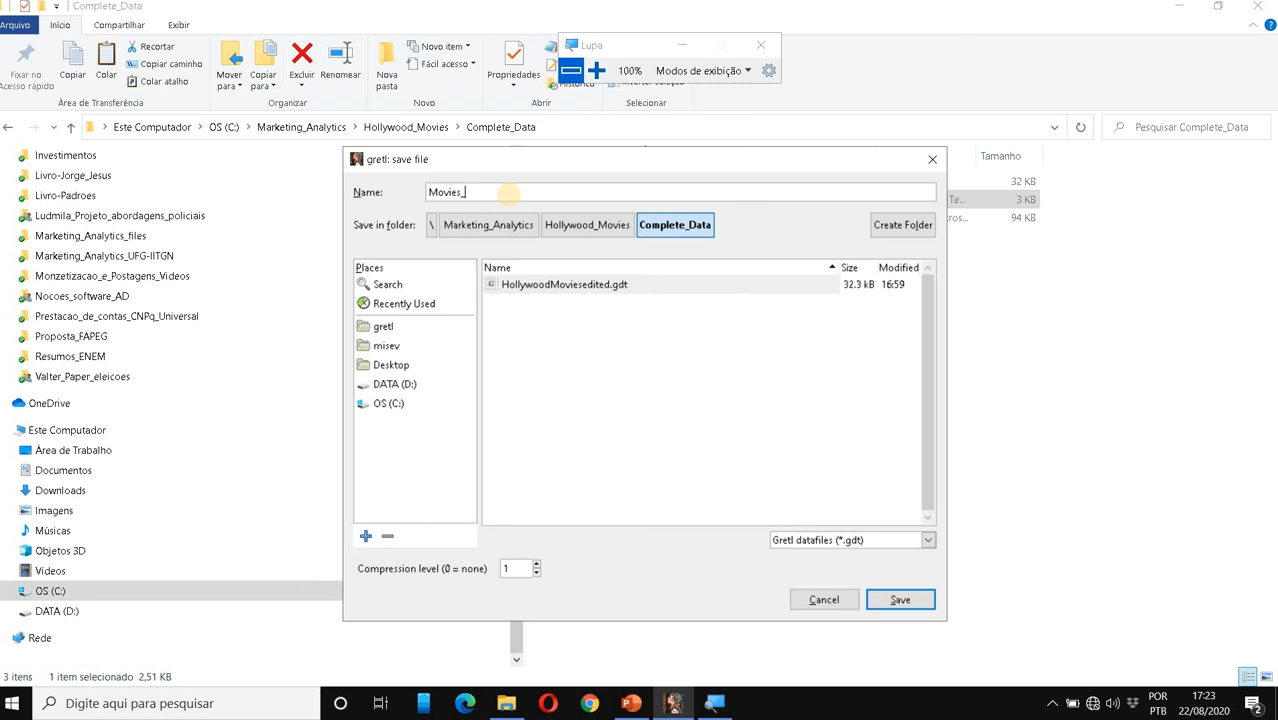 Complete_Data
Arquivo Início Compartilhar Exibir
Fixar no Acesso rápido
Copiar
Colar
Recortar
Copiar caminho
Colar atalho
Área de Transferência
Mover para
Copiar para
Excluir
Renomear
Organizar
Nova pasta
Novo item
Fácil acesso
Novo
Propriedades
Histórico
Abrir
Selecionar
Lupa
100% Modos de exibição
Este Computador OS (C:) Marketing_Analytics Hollywood_Movies Complete_Data
Pesquisar Complete_Data
Investimentos
Livro-Jorge_Jesus
Livro-Padroes
Ludmila_Projeto_abordagens_policiais
Marketing_Analytics_files
Marketing_Analytics_UFG-IITGN
Monzetizacao_e_Postagens_Videos
Nocoes_software_AD
Prestacao_de_contas_CNPq_Universal
Proposta_FAPEG
Resumos_ENEM
Valter_Paper_eleicoes
OneDrive
Este Computador
Área de Trabalho
Documentos
Downloads
Imagens
Músicas
Objetos 3D
Vídeos
OS (C:)
DATA (D:)
Rede
Tamanho
32 KB
Te... 3 KB
ros... 94 KB
gretl: save file
Name: Movies_
Save in folder: \ Marketing_Analytics Hollywood_Movies Complete_Data Create Folder
Places
Search
Recently Used
gretl
misev
Desktop
DATA (D:)
OS (C:)
Name Size Modified
HollywoodMoviesedited.gdt 32.3 kB 16:59
Gretl datafiles (*.gdt)
Compression level (0 = none) 1
Cancel Save
3 itens 1 item selecionado 2,51 KB
Digite aqui para pesquisar
POR
PTB
17:23
22/08/2020
2